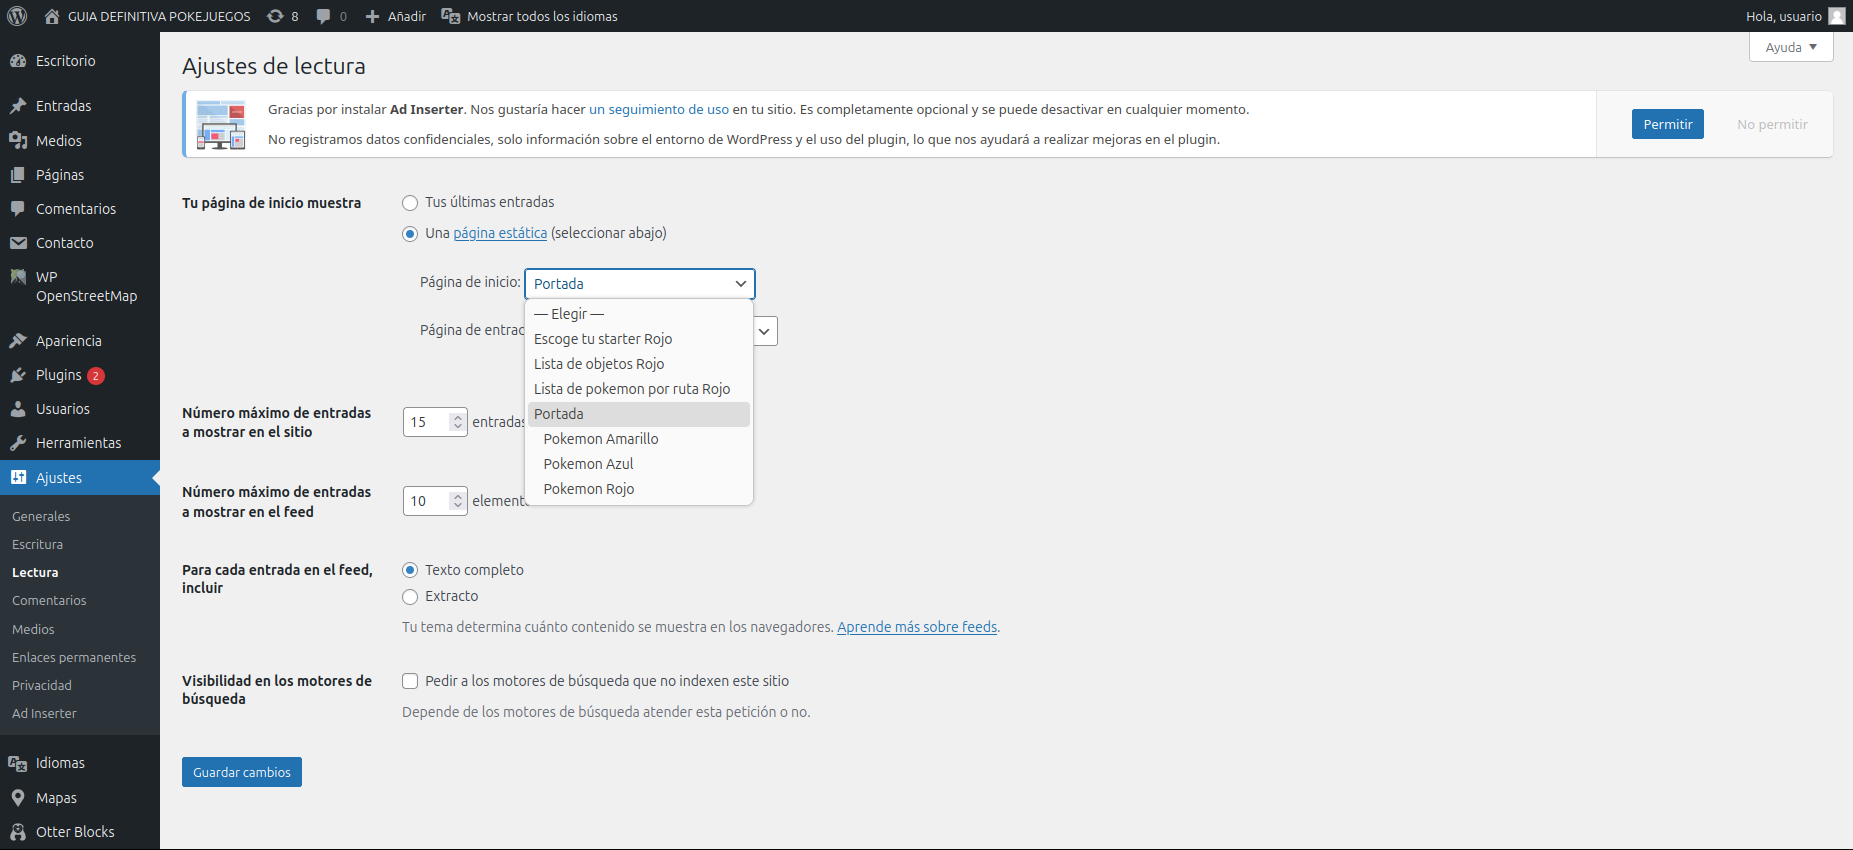 GUIA DEFINITIVA POKEJUEGOS 8 0 Añadir Mostrar todos los idiomas Hola, usuario
Escritorio
Entradas
Medios
Páginas
Comentarios
Contacto
WP
OpenStreetMap
Apariencia
Plugins 2
Usuarios
Herramientas
Ajustes
Generales
Escritura
Lectura
Comentarios
Medios
Enlaces permanentes
Privacidad
Ad Inserter
Idiomas
Mapas
Otter Blocks
Ayuda
Ajustes de lectura
Gracias por instalar Ad Inserter. Nos gustaría hacer un seguimiento de uso en tu sitio. Es completamente opcional y se puede desactivar en cualquier momento.
No registramos datos confidenciales, solo información sobre el entorno de WordPress y el uso del plugin, lo que nos ayudará a realizar mejoras en el plugin.
Permitir No permitir
Tu página de inicio muestra
Tus últimas entradas
Una página estática (seleccionar abajo)
Página de inicio: Portada
— Elegir —
Escoge tu starter Rojo
Lista de objetos Rojo
Lista de pokemon por ruta Rojo
Portada
Pokemon Amarillo
Pokemon Azul
Pokemon Rojo
Página de entrad
Número máximo de entradas
a mostrar en el sitio
15 entradas
Número máximo de entradas
a mostrar en el feed
10 element
Para cada entrada en el feed,
incluir
Texto completo
Extracto
Tu tema determina cuánto contenido se muestra en los navegadores. Aprende más sobre feeds.
Visibilidad en los motores de
búsqueda
Pedir a los motores de búsqueda que no indexen este sitio
Depende de los motores de búsqueda atender esta petición o no.
Guardar cambios